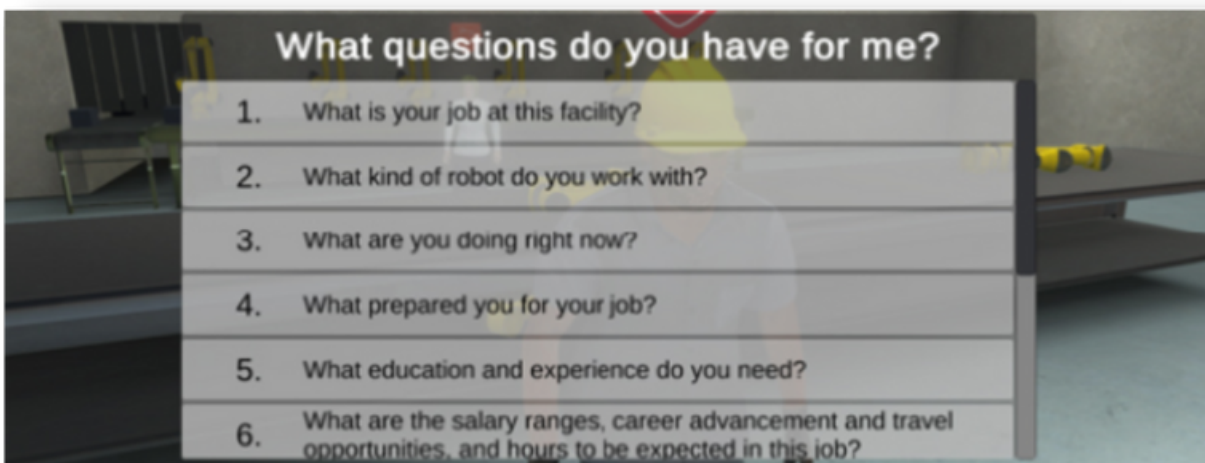 What questions do you have for me?
1. What is your job at this facility?
2. What kind of robot do you work with?
3. What are you doing right now?
4. What prepared you for your job?
5. What education and experience do you need?
6. What are the salary ranges, career advancement and travel
opportunities, and hours to be expected in this job?